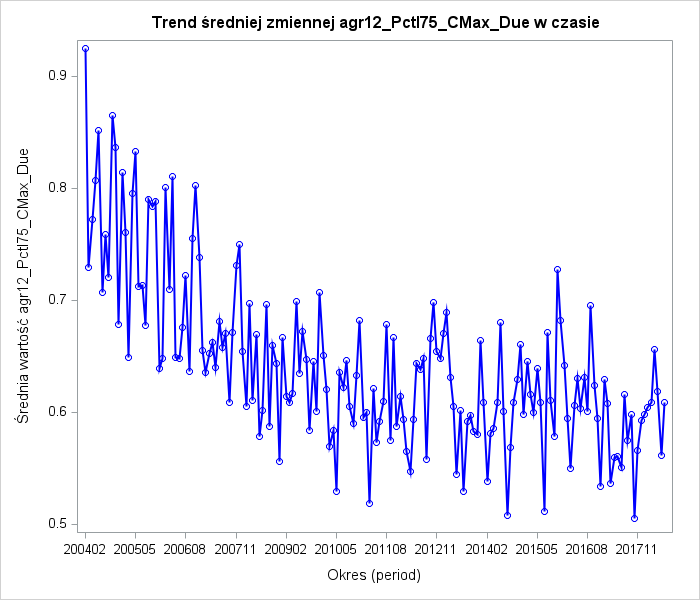 Trend średniej zmiennej agr12_Pctl75_CMax_Due w czasie
Średnia wartość agr12_Pctl75_CMax_Due
0.9
0.8
0.7
0.6
0.5
200402 200505 200608 200711 200902 201005 201108 201211 201402 201505 201608 201711
Okres (period)